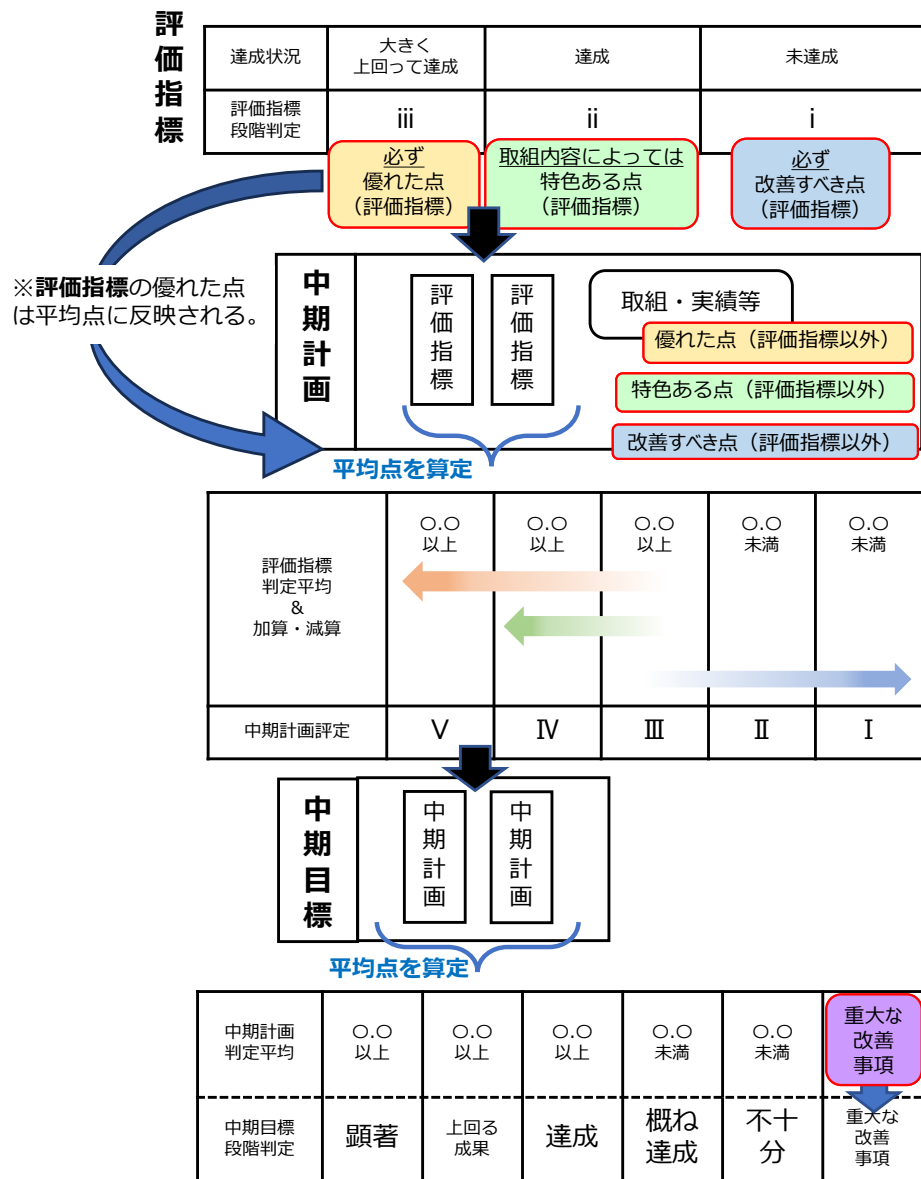 評価指標
達成状況
大きく
上回って達成
達成
未達成
評価指標
段階判定
ⅲ
ⅱ
ⅰ
必ず
優れた点
（評価指標）
取組内容によっては
特色ある点
（評価指標）
必ず
改善すべき点
（評価指標）
※評価指標の優れた点
は平均点に反映される。
中期計画
評価指標
評価指標
取組・実績等
優れた点（評価指標以外）
特色ある点（評価指標以外）
改善すべき点（評価指標以外）
平均点を算定
評価指標
判定平均
&
加算・減算
〇.〇
以上
〇.〇
以上
〇.〇
以上
〇.〇
未満
〇.〇
未満
中期計画評定
Ⅴ
Ⅳ
Ⅲ
Ⅱ
Ⅰ
中期目標
中期計画
中期計画
平均点を算定
中期計画
判定平均
〇.〇
以上
〇.〇
以上
〇.〇
以上
〇.〇
未満
〇.〇
未満
重大な
改善
事項
中期目標
段階判定
顕著
上回る
成果
達成
概ね
達成
不十
分
重大な
改善
事項